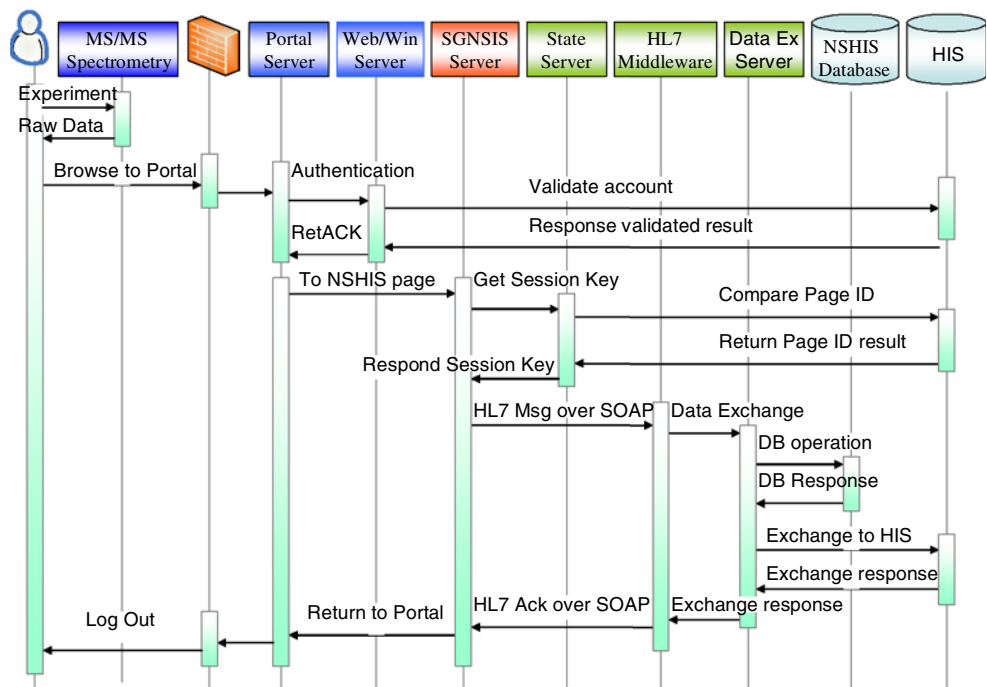 MS/MS
Spectrometry
Portal
Server
Web/Win
Server
SGNSIS
Server
State
Server
HL7
Middleware
Data Ex
Server
NSHIS
Database
HIS
Experiment
Raw Data
Browse to Portal
Authentication
Validate account
RetACK
Response validated result
To NSHIS page
Get Session Key
Compare Page ID
Return Page ID result
Respond Session Key
HL7 Msg over SOAP
Data Exchange
DB operation
DB Response
Exchange to HIS
Exchange response
Log Out
Return to Portal
HL7 Ack over SOAP
Exchange response